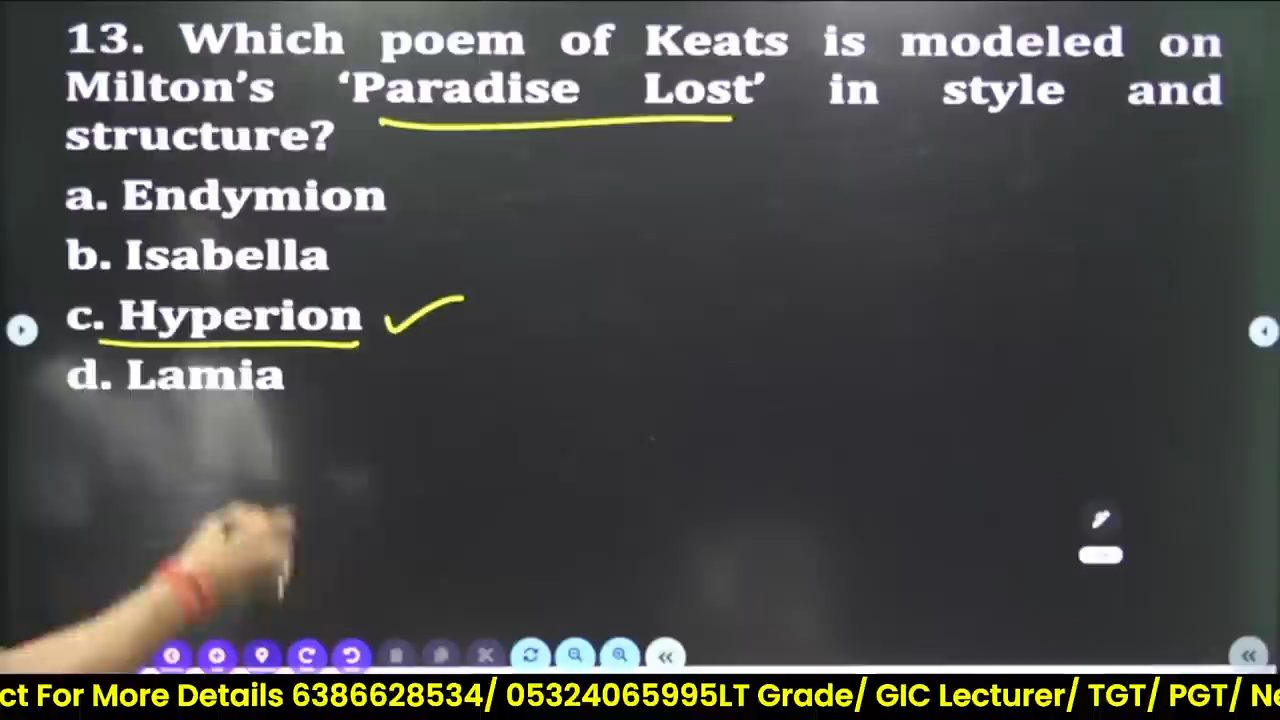 13. Which poem of Keats is modeled on
Milton's ‘Paradise Lost’ in style and
structure?
a. Endymion
b. Isabella
c. Hyperion
d. Lamia
ct For More Details 6386628534/ 05324065995LT Grade/ GIC Lecturer/ TGT/ PGT/ Ne